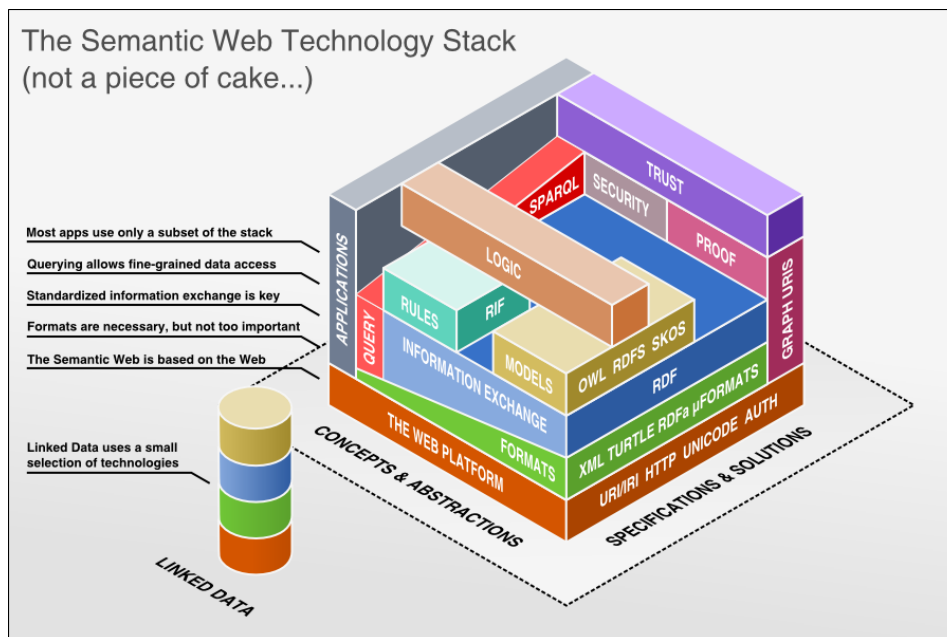 The Semantic Web Technology Stack
(not a piece of cake...)
Most apps use only a subset of the stack
Querying allows fine-grained data access
Standardized information exchange is key
Formats are necessary, but not too important
The Semantic Web is based on the Web
Linked Data uses a small
selection of technologies
LINKED DATA
APPLICATIONS
TRUST
SPARQL
SECURITY
PROOF
LOGIC
RULES
RIF
QUERY
MODELS
OWL RDFS SKOS
GRAPH URIS
INFORMATION EXCHANGE
RDF
FORMATS
XML TURTLE RDFa µFORMATS
THE WEB PLATFORM
URI/IRI HTTP UNICODE AUTH
CONCEPTS & ABSTRACTIONS
SPECIFICATIONS & SOLUTIONS